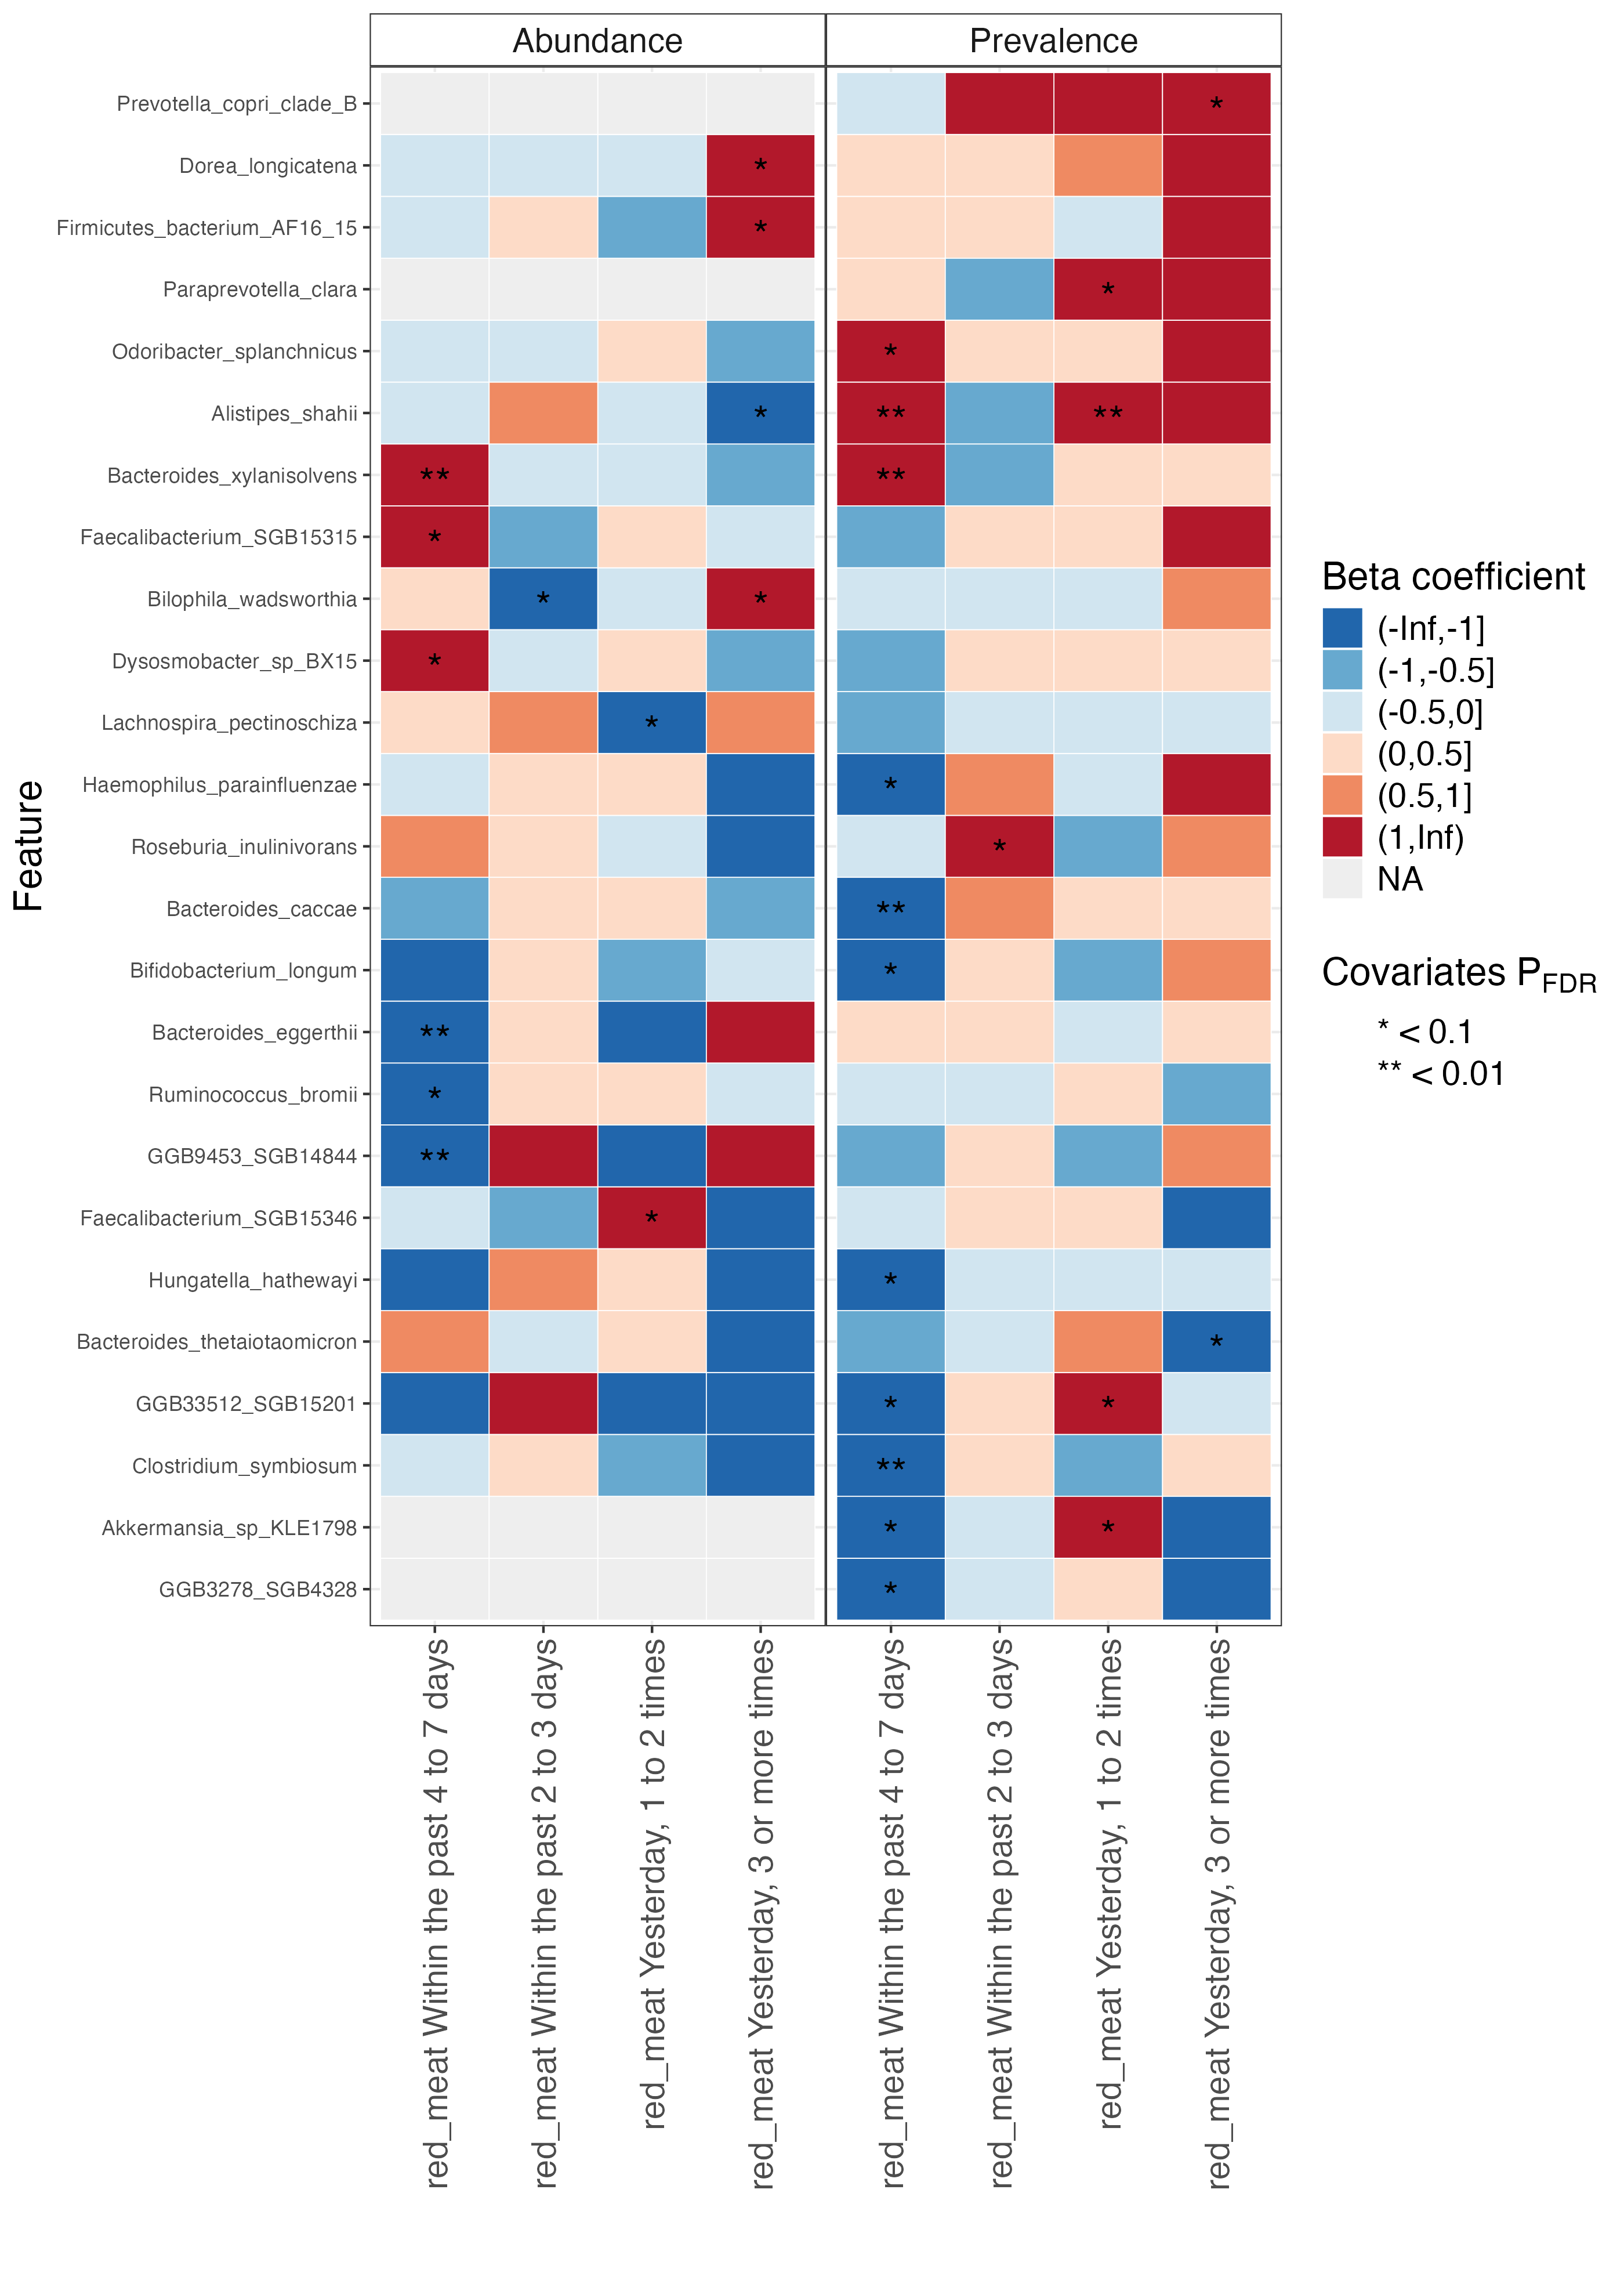 Abundance
Prevalence
Feature
Prevotella_copri_clade_B
*
Dorea_longicatena
*
Firmicutes_bacterium_AF16_15
*
Paraprevotella_clara
*
Odoribacter_splanchnicus
*
Alistipes_shahii
* ** **
Bacteroides_xylanisolvens
** **
Faecalibacterium_SGB15315
*
Bilophila_wadsworthia
* *
Dysosmobacter_sp_BX15
*
Lachnospira_pectinoschiza
*
Haemophilus_parainfluenzae
*
Roseburia_inulinivorans
*
Bacteroides_caccae
**
Bifidobacterium_longum
*
Bacteroides_eggerthii
**
Ruminococcus_bromii
*
GGB9453_SGB14844
**
Faecalibacterium_SGB15346
*
Hungatella_hathewayi
*
Bacteroides_thetaiotaomicron
*
GGB33512_SGB15201
* *
Clostridium_symbiosum
**
Akkermansia_sp_KLE1798
* *
GGB3278_SGB4328
*
red_meat Within the past 4 to 7 days
red_meat Within the past 2 to 3 days
red_meat Yesterday, 1 to 2 times
red_meat Yesterday, 3 or more times
red_meat Within the past 4 to 7 days
red_meat Within the past 2 to 3 days
red_meat Yesterday, 1 to 2 times
red_meat Yesterday, 3 or more times
Beta coefficient
(-Inf,-1]
(-1,-0.5]
(-0.5,0]
(0,0.5]
(0.5,1]
(1,Inf)
NA
Covariates PFDR
* < 0.1
** < 0.01